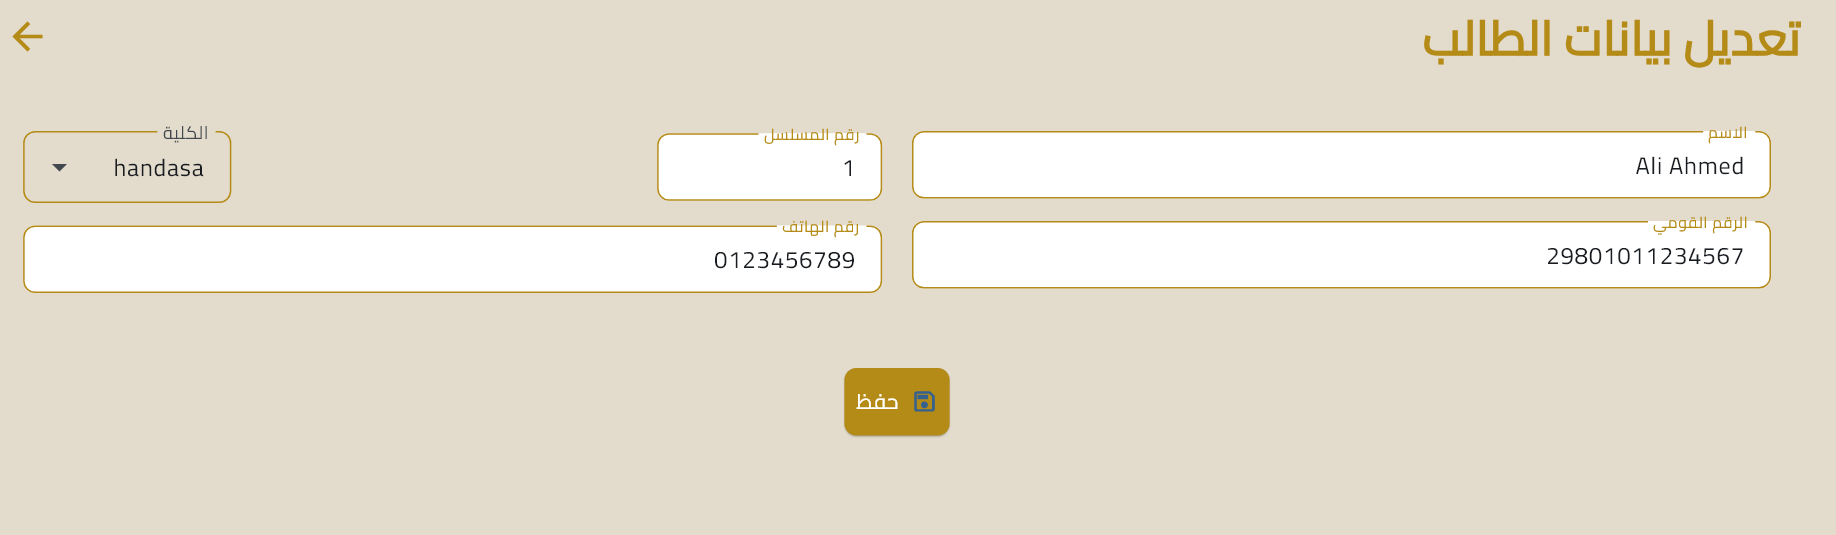 تعديل بيانات الطالب
الاسم
Ali Ahmed
رقم المسلسل
1
الكلية
handasa
الرقم القومي
29801011234567
رقم الهاتف
0123456789
حفظ